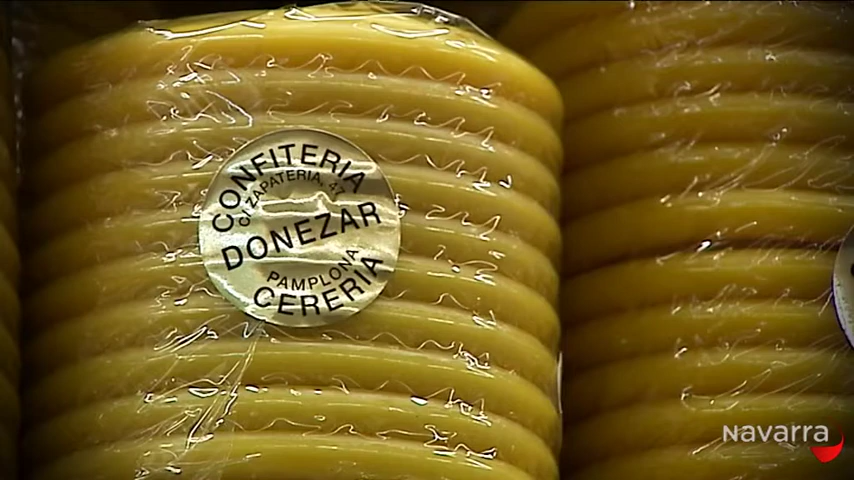 CONFITERIA
C/ ZAPATERIA, 47
DONEZAR
PAMPLONA
CERERIA
Navarra